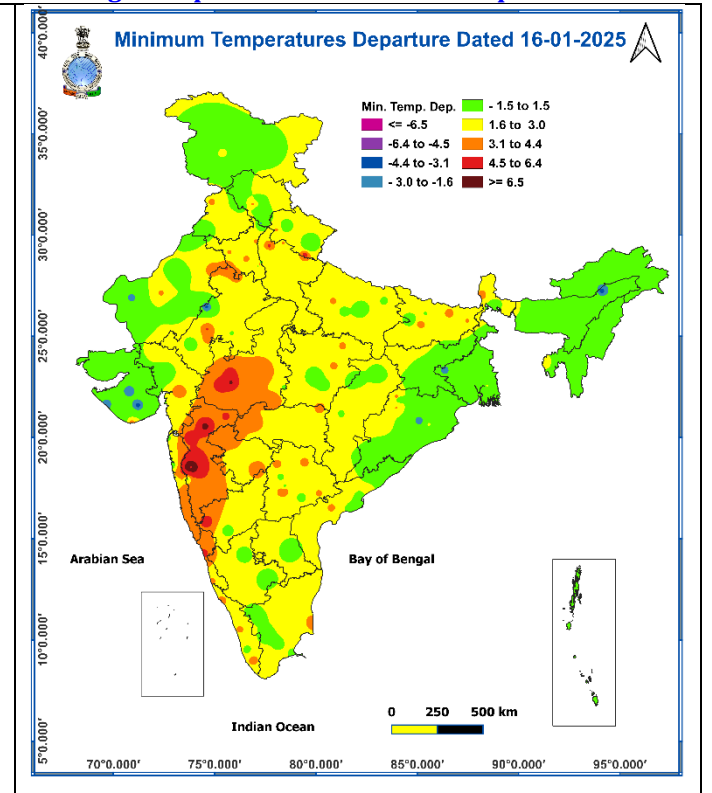 Minimum Temperatures Departure Dated 16-01-2025
Min. Temp. Dep.
<= -6.5
-6.4 to -4.5
-4.4 to -3.1
- 3.0 to -1.6
- 1.5 to 1.5
1.6 to 3.0
3.1 to 4.4
4.5 to 6.4
>= 6.5
40°0.000'
35°0.000'
30°0.000'
25°0.000'
20°0.000'
15°0.000'
10°0.000'
5°0.000'
Arabian Sea
Bay of Bengal
Indian Ocean
0 250 500 km
70°0.000' 75°0.000' 80°0.000' 85°0.000' 90°0.000' 95°0.000'